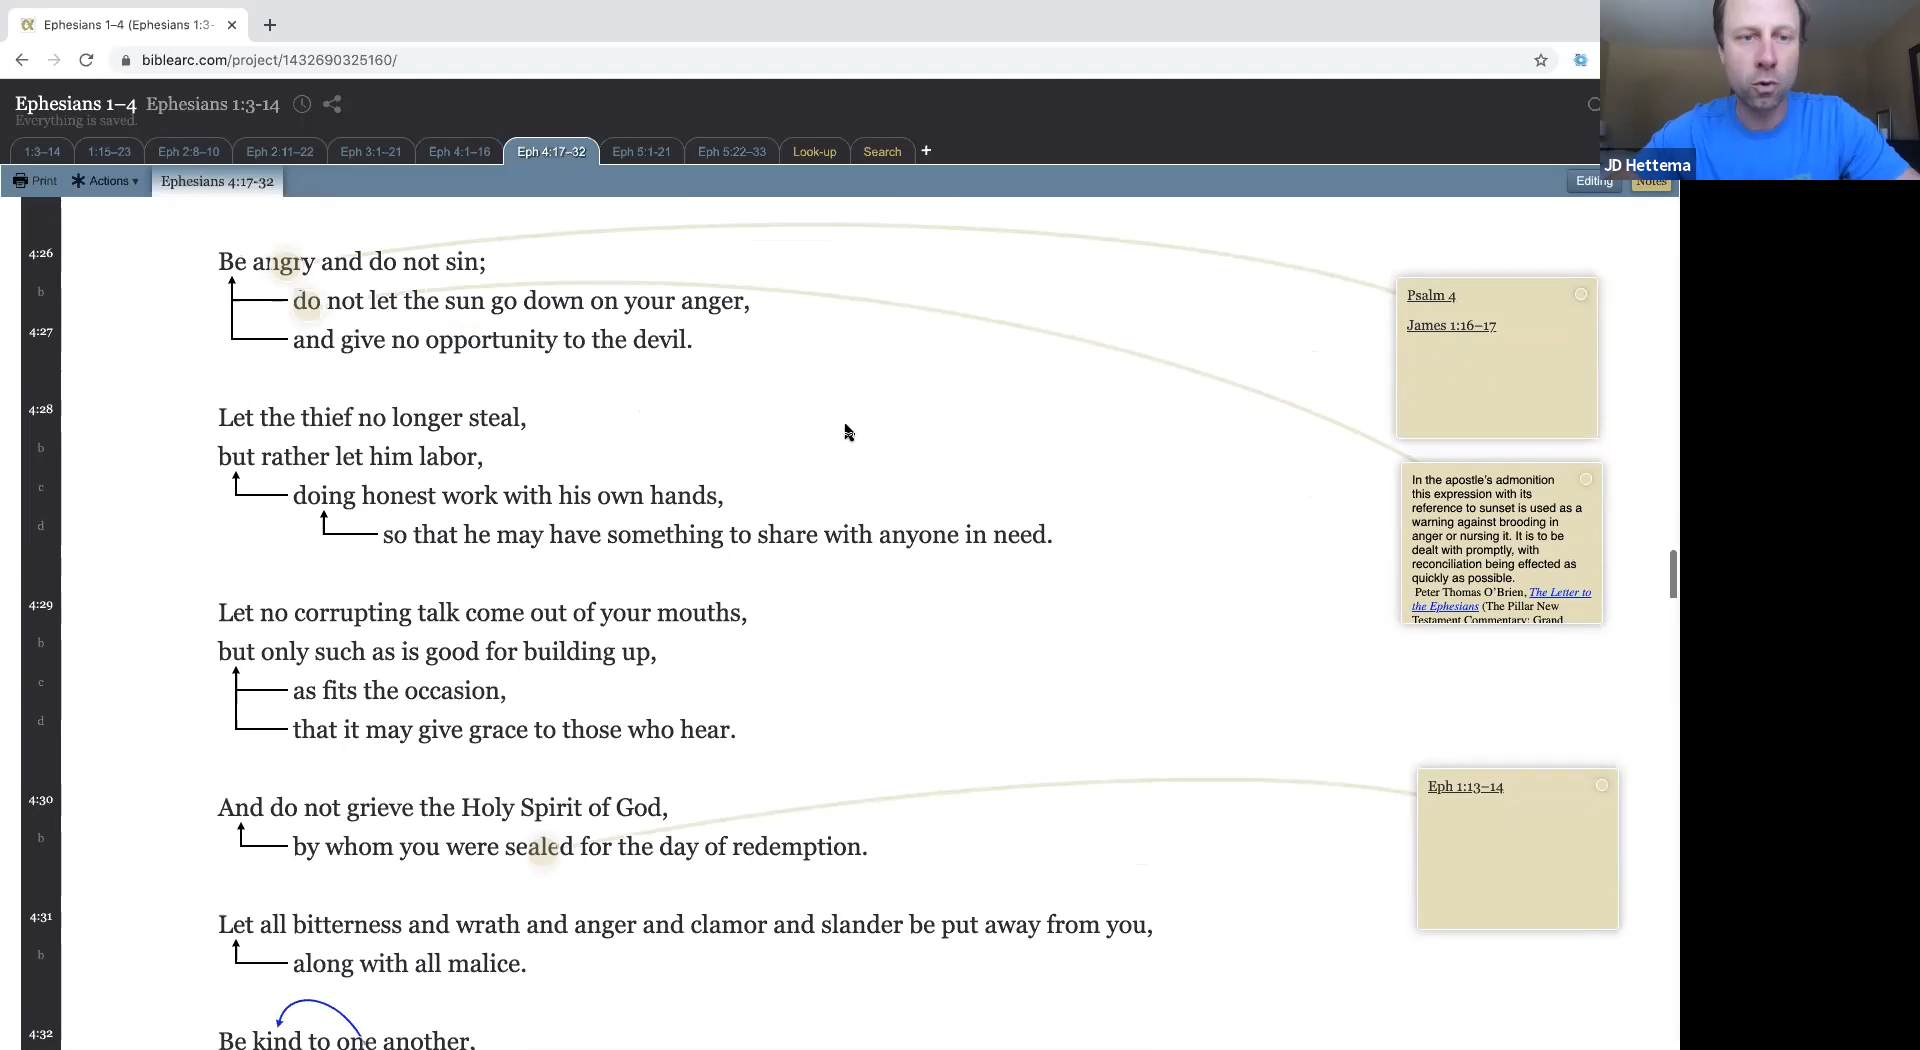 Ephesians 1–4 (Ephesians 1:3-
biblearc.com/project/1432690325160/
Ephesians 1–4 Ephesians 1:3-14
Everything is saved.
1:3–14 1:15–23 Eph 2:8–10 Eph 2:11–22 Eph 3:1–21 Eph 4:1–16 Eph 4:17–32 Eph 5:1-21 Eph 5:22–33 Look-up Search +
JD Hettema
Print Actions ▾ Ephesians 4:17-32 Editing Notes
4:26 Be angry and do not sin;
b do not let the sun go down on your anger,
4:27 and give no opportunity to the devil.
4:28 Let the thief no longer steal,
b but rather let him labor,
c doing honest work with his own hands,
d so that he may have something to share with anyone in need.
4:29 Let no corrupting talk come out of your mouths,
b but only such as is good for building up,
c as fits the occasion,
d that it may give grace to those who hear.
4:30 And do not grieve the Holy Spirit of God,
b by whom you were sealed for the day of redemption.
4:31 Let all bitterness and wrath and anger and clamor and slander be put away from you,
b along with all malice.
4:32 Be kind to one another,
Psalm 4
James 1:16–17
In the apostle's admonition
this expression with its
reference to sunset is used as a
warning against brooding in
anger or nursing it. It is to be
dealt with promptly, with
reconciliation being effected as
quickly as possible.
Peter Thomas O'Brien, The Letter to
the Ephesians (The Pillar New
Testament Commentary; Grand
Eph 1:13–14